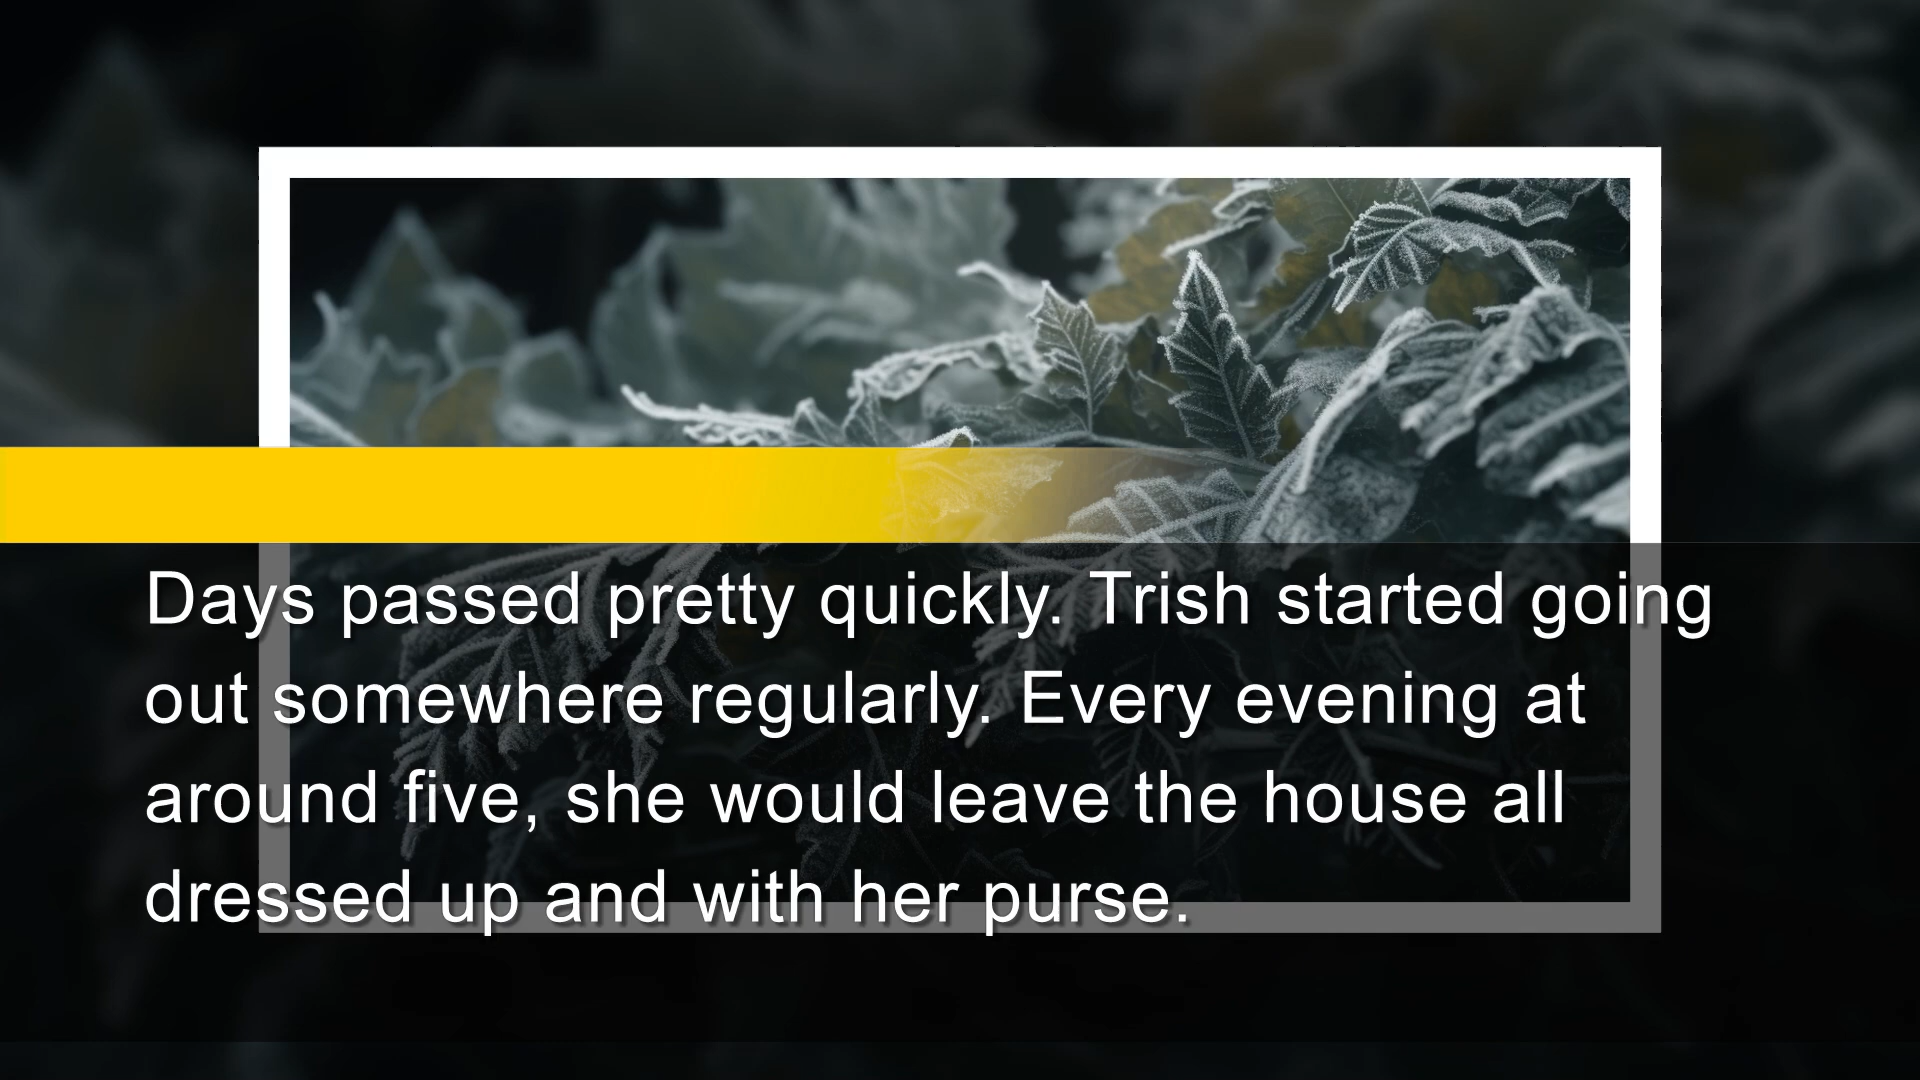 Days passed pretty quickly. Trish started going
out somewhere regularly. Every evening at
around five, she would leave the house all
dressed up and with her purse.